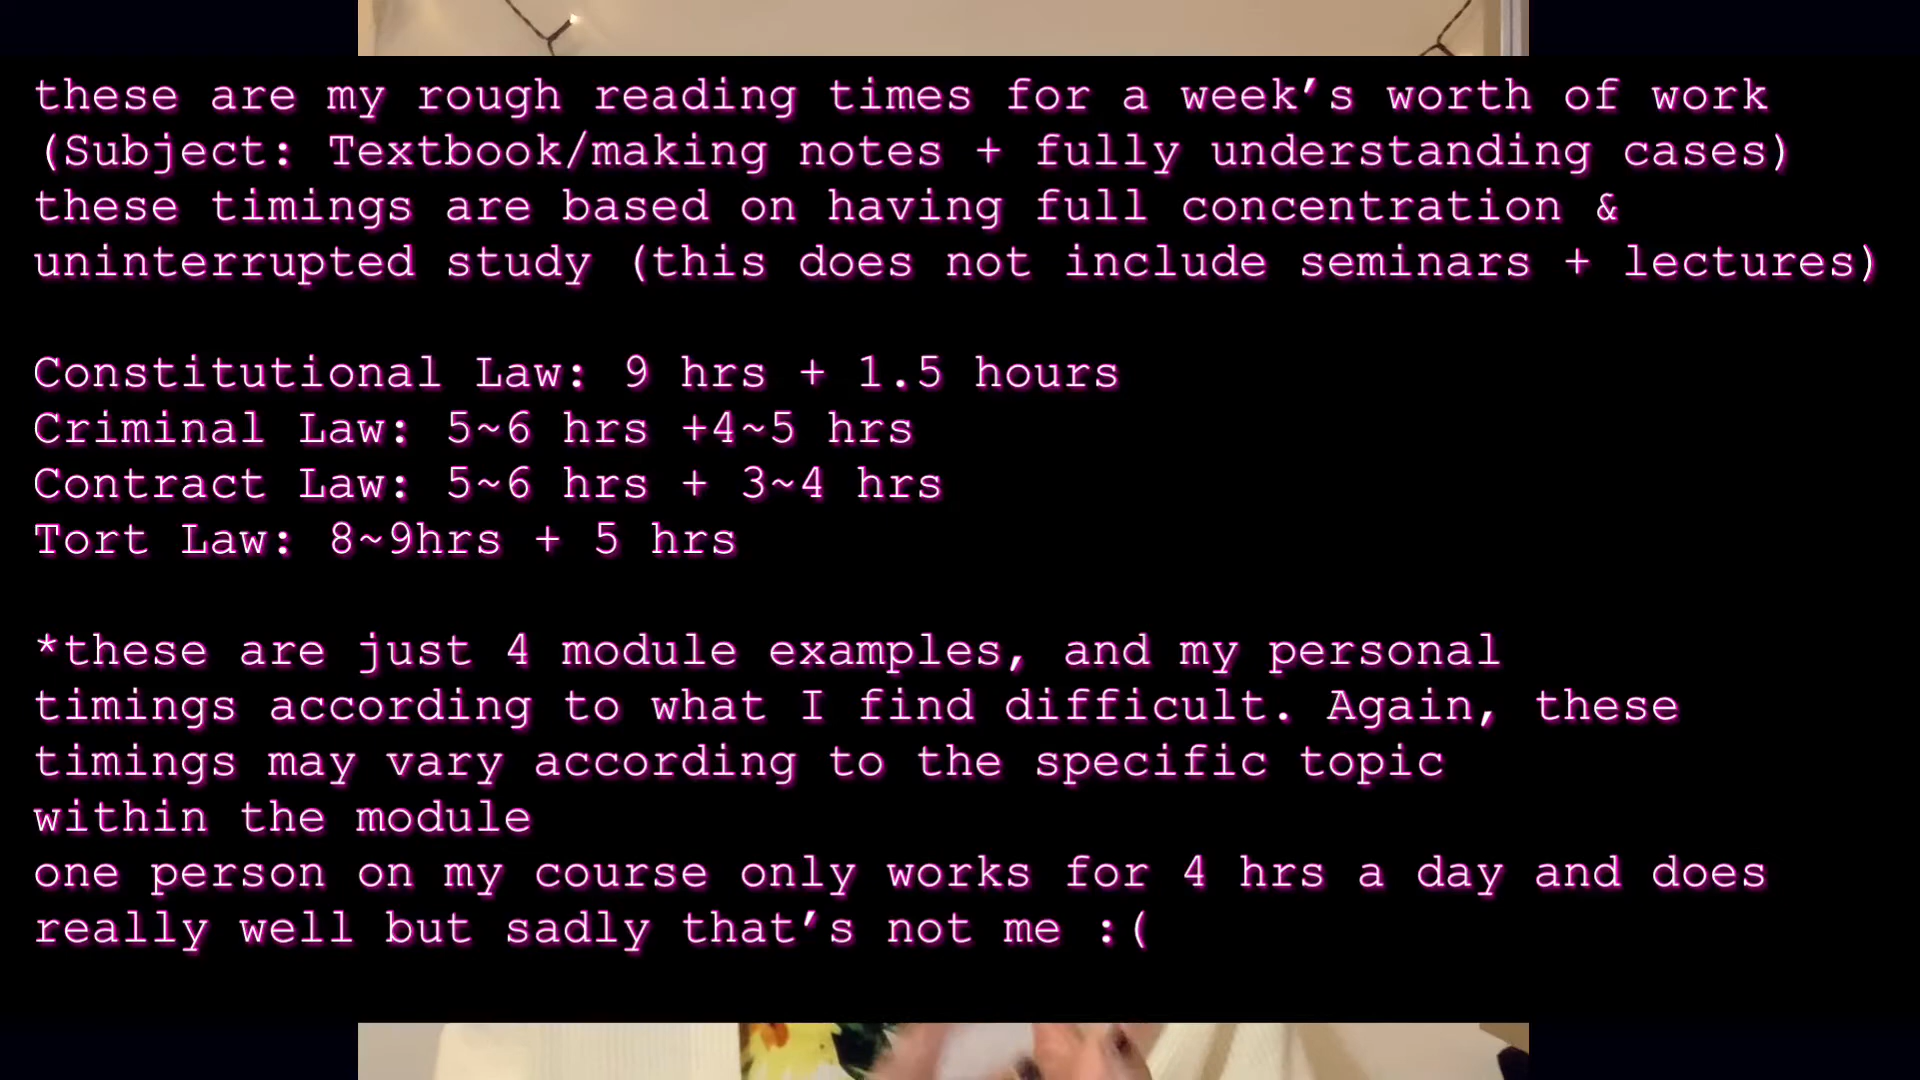 these are my rough reading times for a week’s worth of work
(Subject: Textbook/making notes + fully understanding cases)
these timings are based on having full concentration &
uninterrupted study (this does not include seminars + lectures)
Constitutional Law: 9 hrs + 1.5 hours
Criminal Law: 5~6 hrs +4~5 hrs
Contract Law: 5~6 hrs + 3~4 hrs
Tort Law: 8~9hrs + 5 hrs
*these are just 4 module examples, and my personal
timings according to what I find difficult. Again, these
timings may vary according to the specific topic
within the module
one person on my course only works for 4 hrs a day and does
really well but sadly that’s not me :(